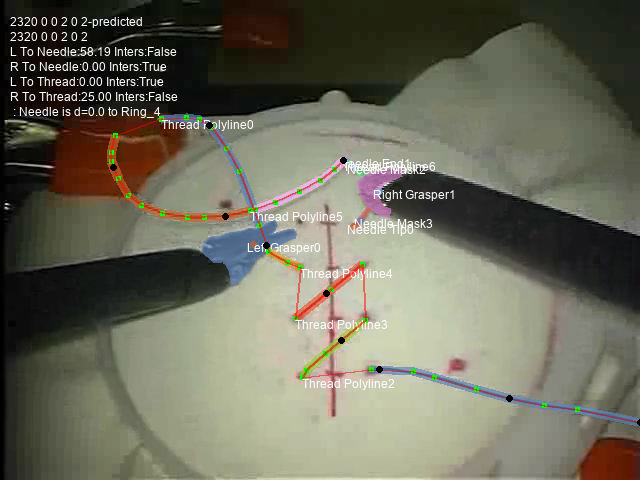 2320 0 0 2 0 2-predicted
2320 0 0 2 0 2
L To Needle:58.19 Inters:False
R To Needle:0.00 Inters:True
L To Thread:0.00 Inters:True
R To Thread:25.00 Inters:False
: Needle is d=0.0 to Ring_4
Thread Polyline0
Needle End1
Needle Mask2
Right Grasper1
Thread Polyline5
Needle Mask3
Needle Tip0
Left Grasper0
Thread Polyline4
Thread Polyline3
Thread Polyline2